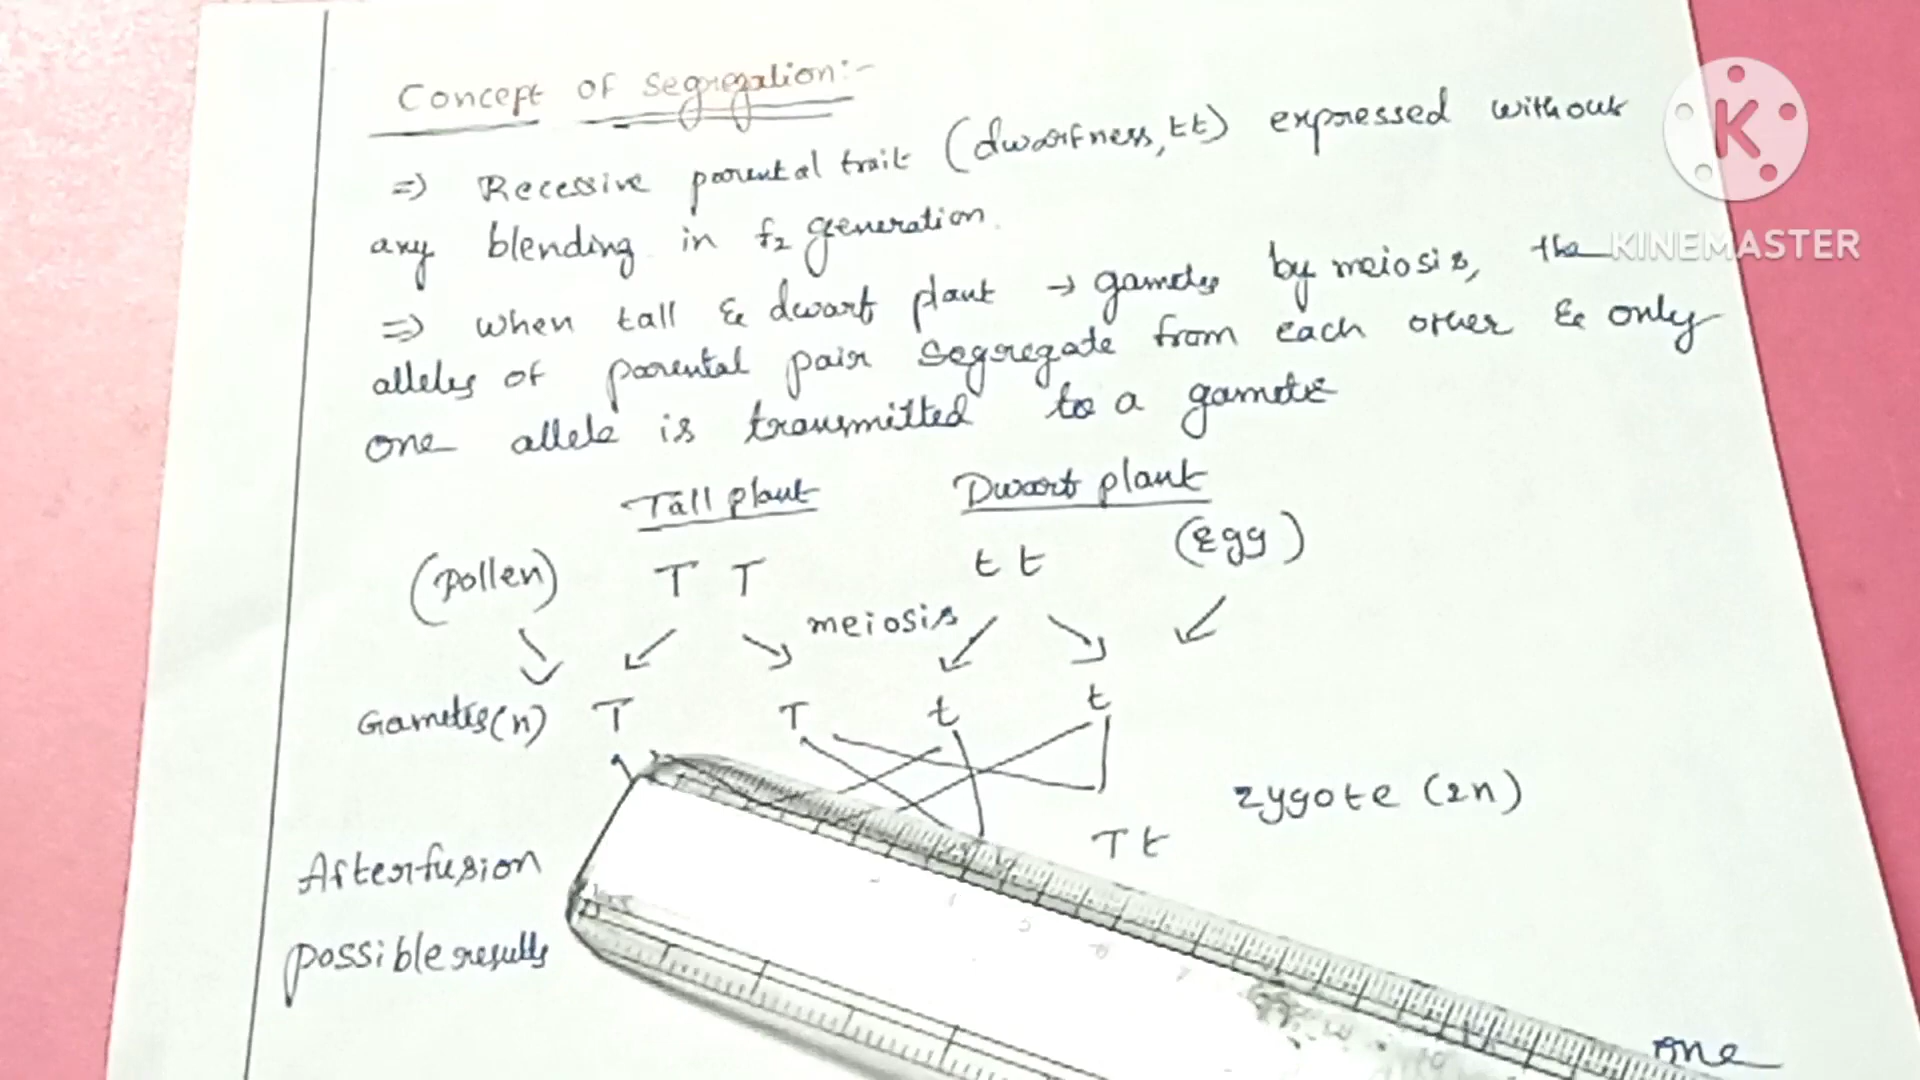 Concept of Segregation:-
=> Recessive parental trait (dwarfness, tt) expressed without
any blending in f2 generation.
=> When tall & dwarf plant → gametes by meiosis, the
alleles of parental pair segregate from each other & only
one allele is transmitted to a gamete
Tall plant Dwarf plant
(Pollen) T T t t (Egg)
meiosis
Gametes(n) T T t t
zygote (2n)
T t
After fusion
possible results
one
K
KINEMASTER